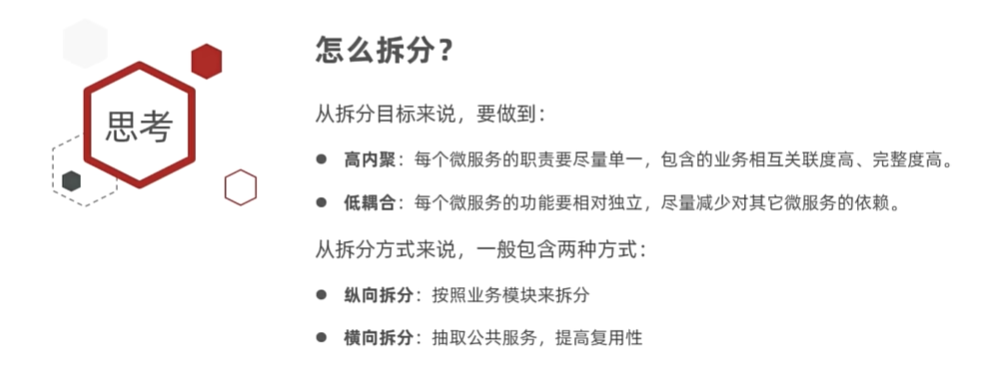 思考
怎么拆分？
从拆分目标来说，要做到：
● 高内聚：每个微服务的职责要尽量单一，包含的业务相互关联度高、完整度高。
● 低耦合：每个微服务的功能要相对独立，尽量减少对其它微服务的依赖。
从拆分方式来说，一般包含两种方式：
● 纵向拆分：按照业务模块来拆分
● 横向拆分：抽取公共服务，提高复用性